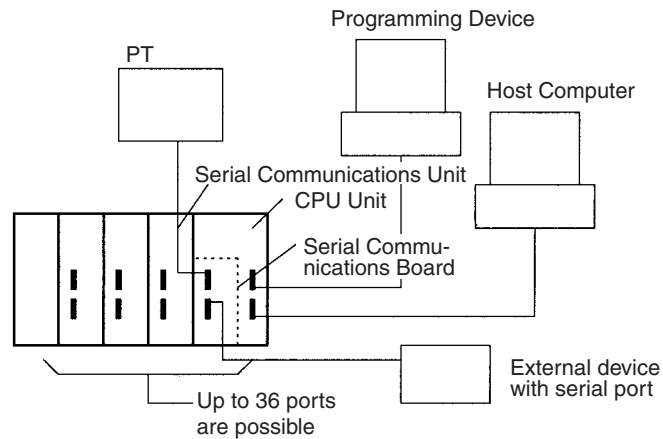 Programming Device
PT
Host Computer
Serial Communications Unit
CPU Unit
Serial Commu-
nications Board
External device
with serial port
Up to 36 ports
are possible